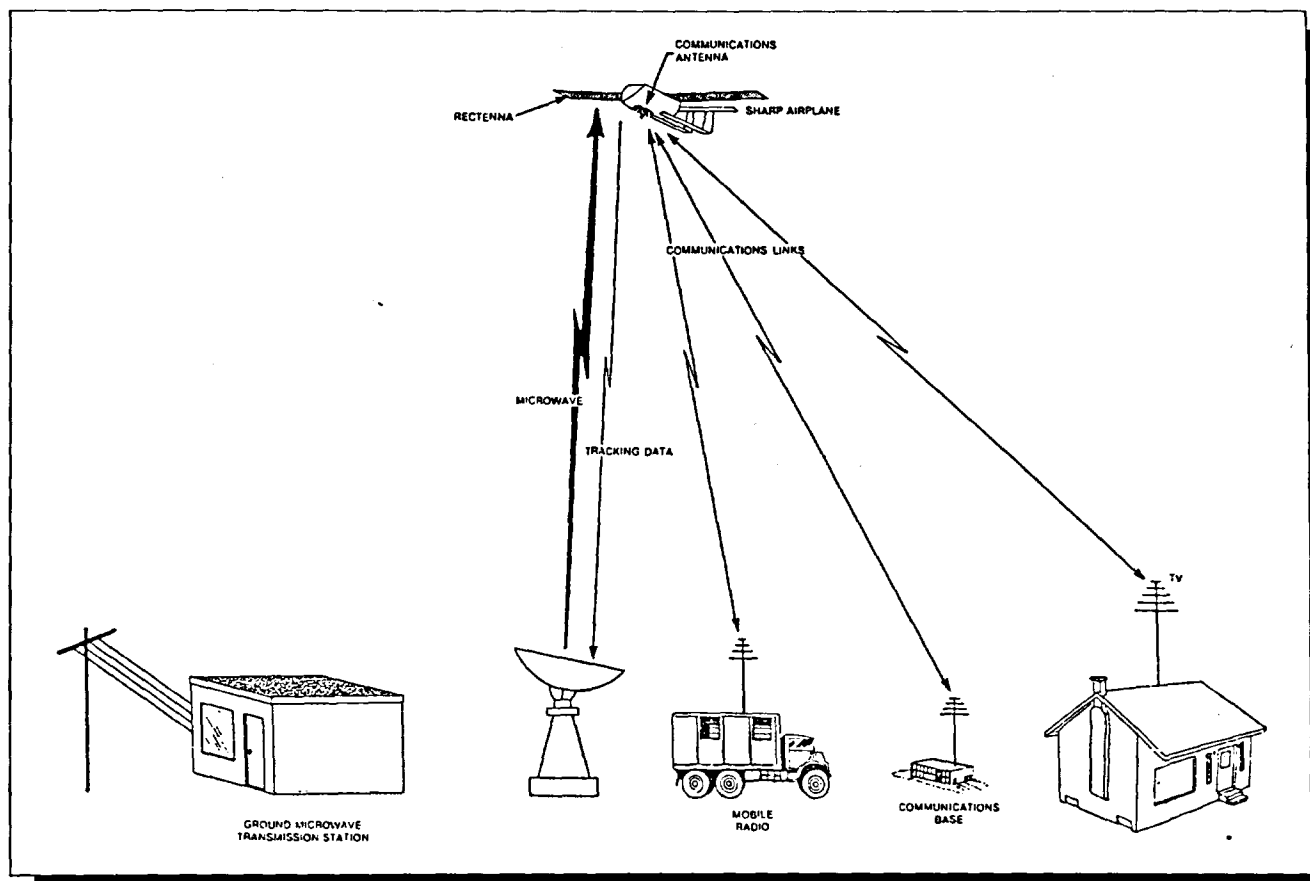 COMMUNICATIONS
ANTENNA
RECTENNA
SHARP AIRPLANE
COMMUNICATIONS LINKS
MICROWAVE
TRACKING DATA
TV
GROUND MICROWAVE
TRANSMISSION STATION
MOBILE
RADIO
COMMUNICATIONS
BASE